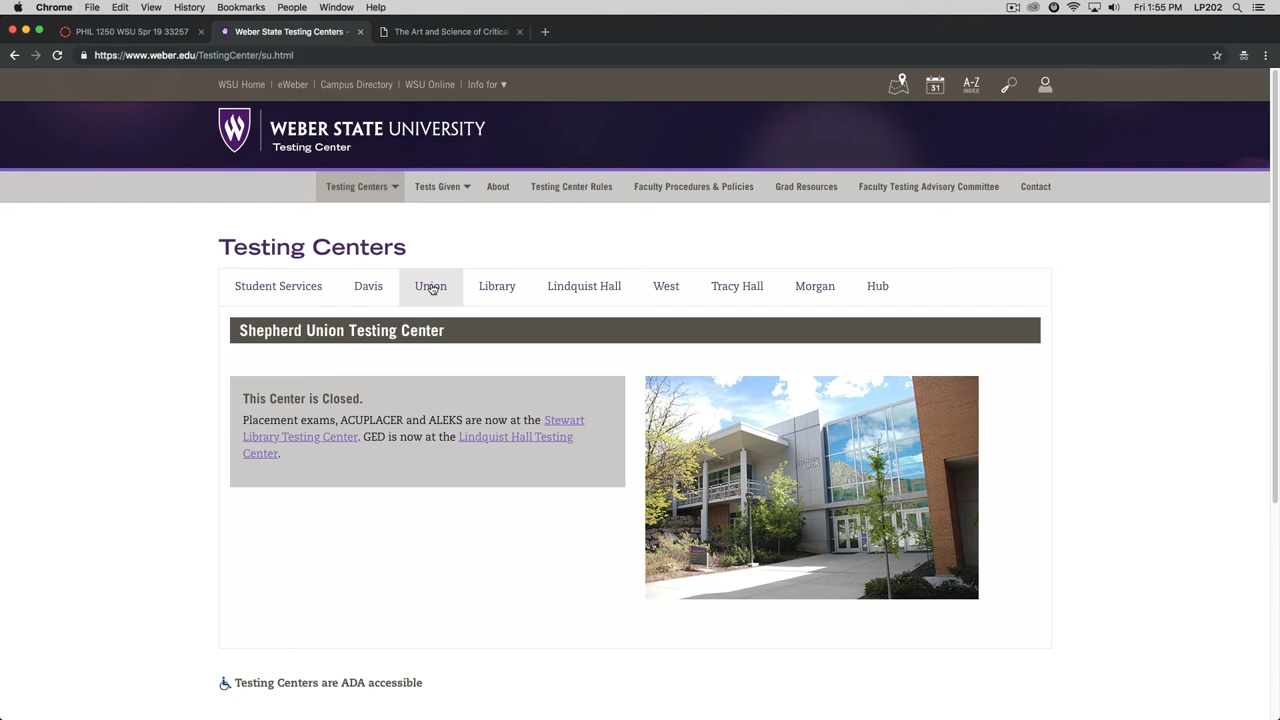 Chrome File Edit View History Bookmarks People Window Help Fri 1:55 PM LP202
PHIL 1250 WSU Spr 19 33257 Weber State Testing Centers - The Art and Science of Critica
https://www.weber.edu/TestingCenter/su.html
WSU Home | eWeber | Campus Directory | WSU Online | Info for ▼ 31 A-Z INDEX
WEBER STATE UNIVERSITY
Testing Center
Testing Centers Tests Given About Testing Center Rules Faculty Procedures & Policies Grad Resources Faculty Testing Advisory Committee Contact
Testing Centers
Student Services Davis Union Library Lindquist Hall West Tracy Hall Morgan Hub
Shepherd Union Testing Center
This Center is Closed.
Placement exams, ACUPLACER and ALEKS are now at the Stewart
Library Testing Center. GED is now at the Lindquist Hall Testing
Center.
Testing Centers are ADA accessible